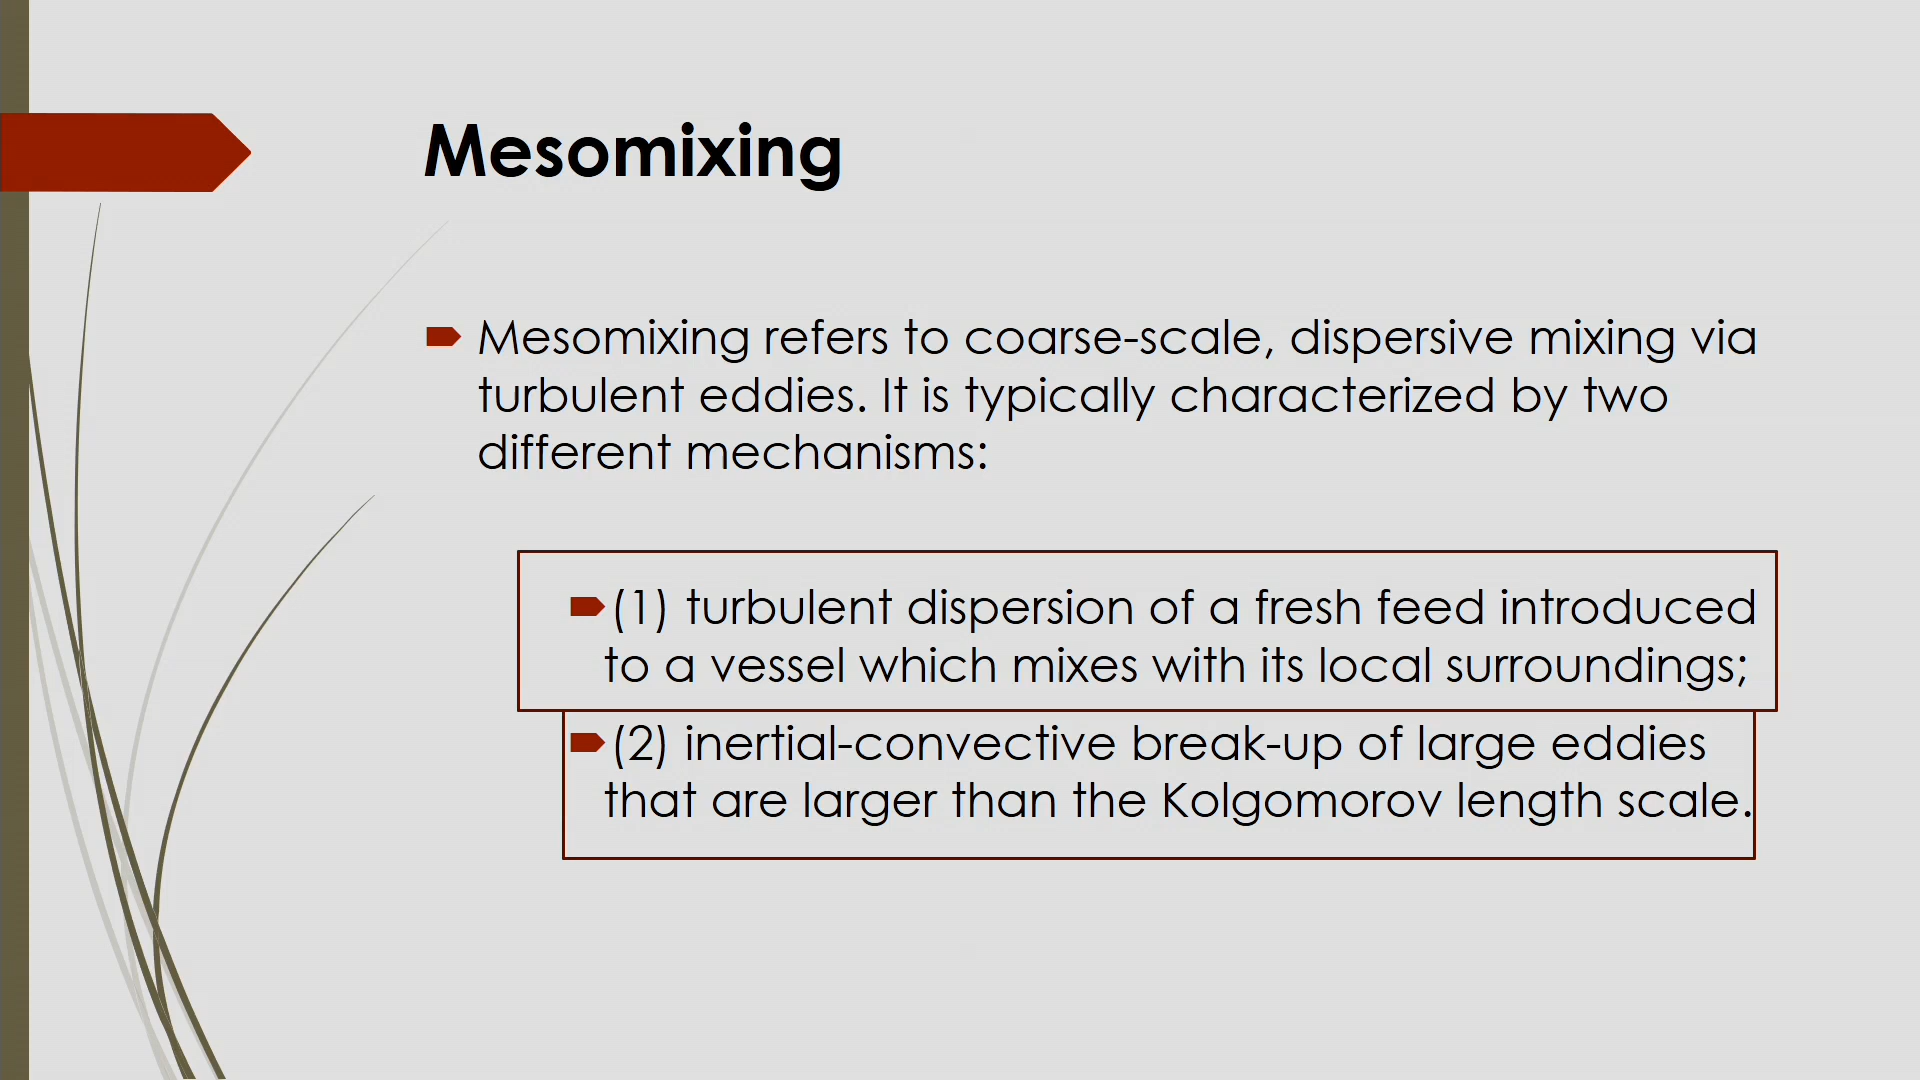 Mesomixing
Mesomixing refers to coarse-scale, dispersive mixing via
turbulent eddies. It is typically characterized by two
different mechanisms:
(1) turbulent dispersion of a fresh feed introduced
to a vessel which mixes with its local surroundings;
(2) inertial-convective break-up of large eddies
that are larger than the Kolgomorov length scale.